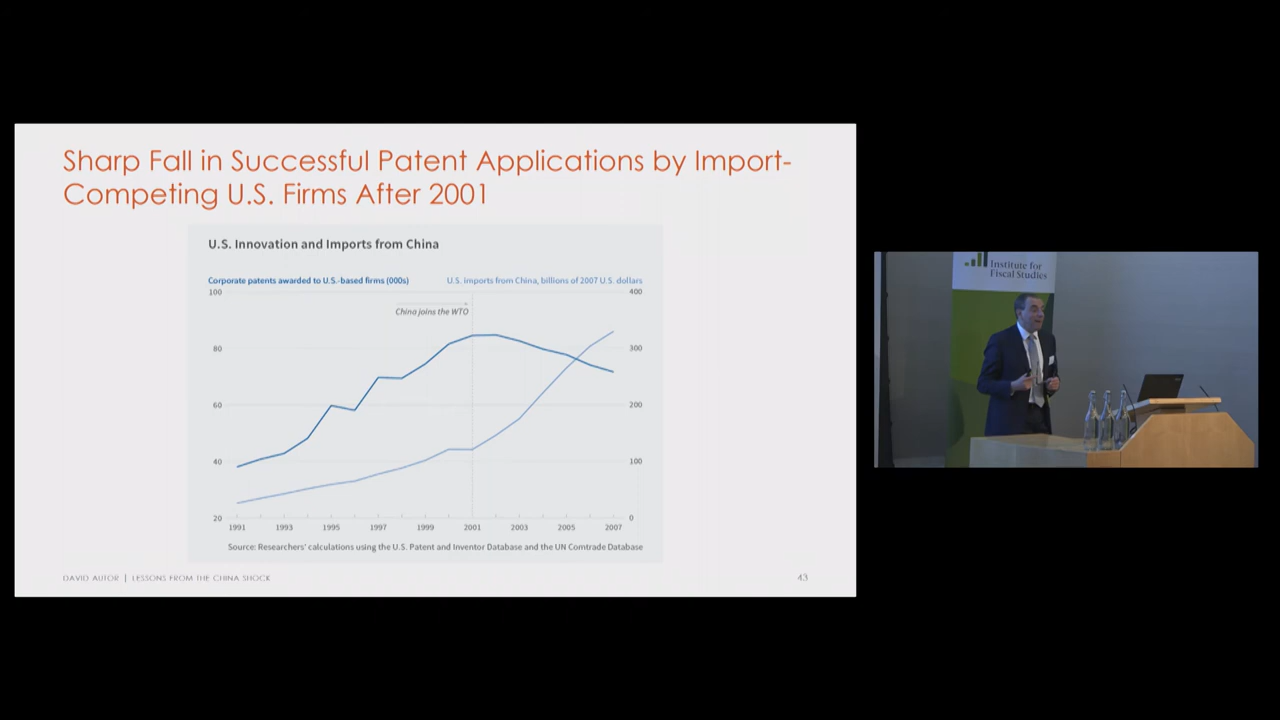 Sharp Fall in Successful Patent Applications by Import-
Competing U.S. Firms After 2001
U.S. Innovation and Imports from China
Corporate patents awarded to U.S.-based firms (000s)
U.S. imports from China, billions of 2007 U.S. dollars
100
400
China joins the WTO
80
300
60
200
40
100
20
0
1991
1993
1995
1997
1999
2001
2003
2005
2007
Source: Researchers' calculations using the U.S. Patent and Inventor Database and the UN Comtrade Database
DAVID AUTOR | LESSONS FROM THE CHINA SHOCK
43
Institute for
Fiscal Studies